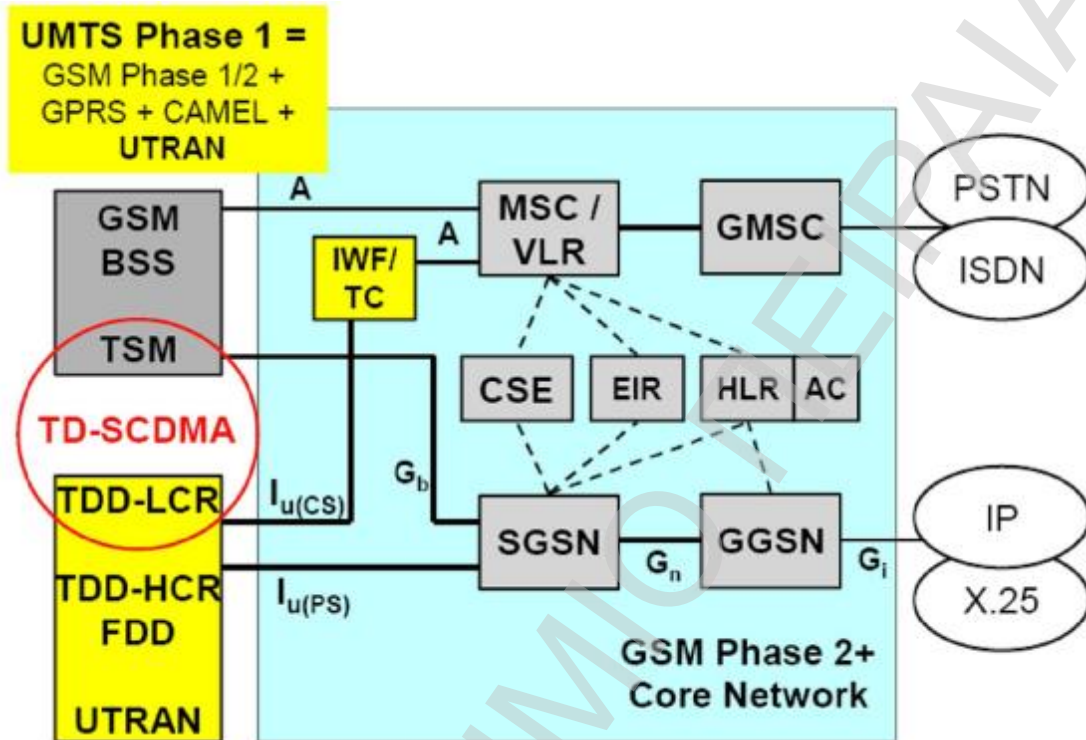 UMTS Phase 1 =
GSM Phase 1/2 +
GPRS + CAMEL +
UTRAN
A
GSM
BSS
TSM
A
IWF/
TC
MSC /
VLR
GMSC
PSTN
ISDN
CSE
EIR
HLR
AC
TD-SCDMA
TDD-LCR
TDD-HCR
FDD
UTRAN
Iu(CS)
Gb
Iu(PS)
SGSN
Gn
GGSN
Gi
IP
X.25
GSM Phase 2+
Core Network